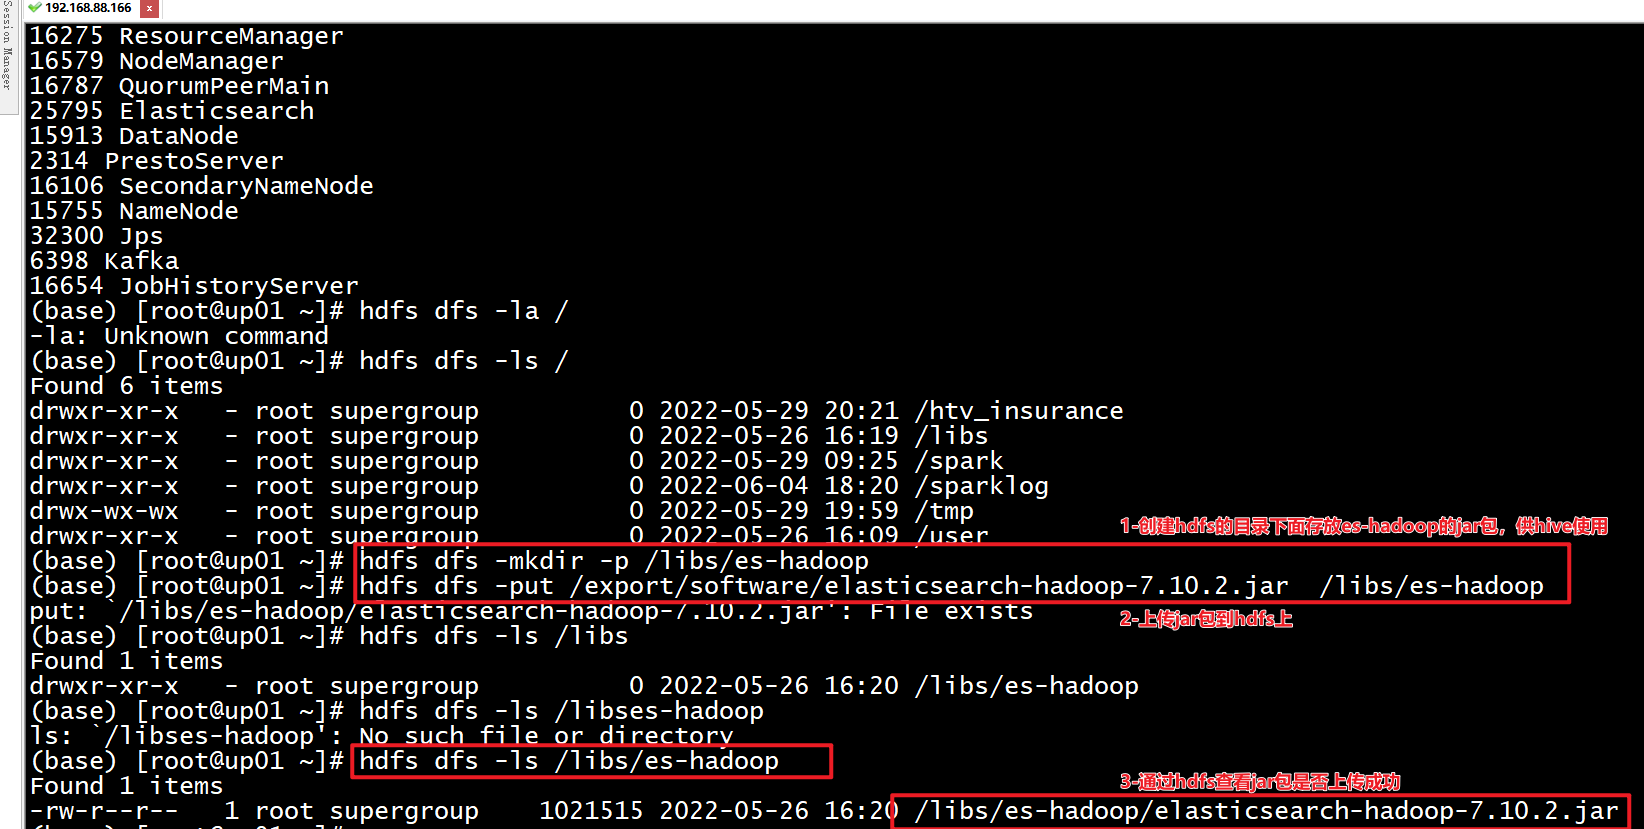 Session Manager
192.168.88.166 x
16275 ResourceManager
16579 NodeManager
16787 QuorumPeerMain
25795 Elasticsearch
15913 DataNode
2314 PrestoServer
16106 SecondaryNameNode
15755 NameNode
32300 Jps
6398 Kafka
16654 JobHistoryServer
(base) [root@up01 ~]# hdfs dfs -la /
-la: Unknown command
(base) [root@up01 ~]# hdfs dfs -ls /
Found 6 items
drwxr-xr-x   - root supergroup          0 2022-05-29 20:21 /htv_insurance
drwxr-xr-x   - root supergroup          0 2022-05-26 16:19 /libs
drwxr-xr-x   - root supergroup          0 2022-05-29 09:25 /spark
drwxr-xr-x   - root supergroup          0 2022-06-04 18:20 /sparklog
drwx-wx-wx   - root supergroup          0 2022-05-29 19:59 /tmp
1-创建hdfs的目录下面存放es-hadoop的jar包，供hive使用
drwxr-xr-x   - root supergroup          0 2022-05-26 16:09 /user
(base) [root@up01 ~]# hdfs dfs -mkdir -p /libs/es-hadoop
(base) [root@up01 ~]# hdfs dfs -put /export/software/elasticsearch-hadoop-7.10.2.jar  /libs/es-hadoop
put: `/libs/es-hadoop/elasticsearch-hadoop-7.10.2.jar': File exists
2-上传jar包到hdfs上
(base) [root@up01 ~]# hdfs dfs -ls /libs
Found 1 items
drwxr-xr-x   - root supergroup          0 2022-05-26 16:20 /libs/es-hadoop
(base) [root@up01 ~]# hdfs dfs -ls /libses-hadoop
ls: `/libses-hadoop': No such file or directory
(base) [root@up01 ~]# hdfs dfs -ls /libs/es-hadoop
Found 1 items
3-通过hdfs查看jar包是否上传成功
-rw-r--r--   1 root supergroup    1021515 2022-05-26 16:20 /libs/es-hadoop/elasticsearch-hadoop-7.10.2.jar